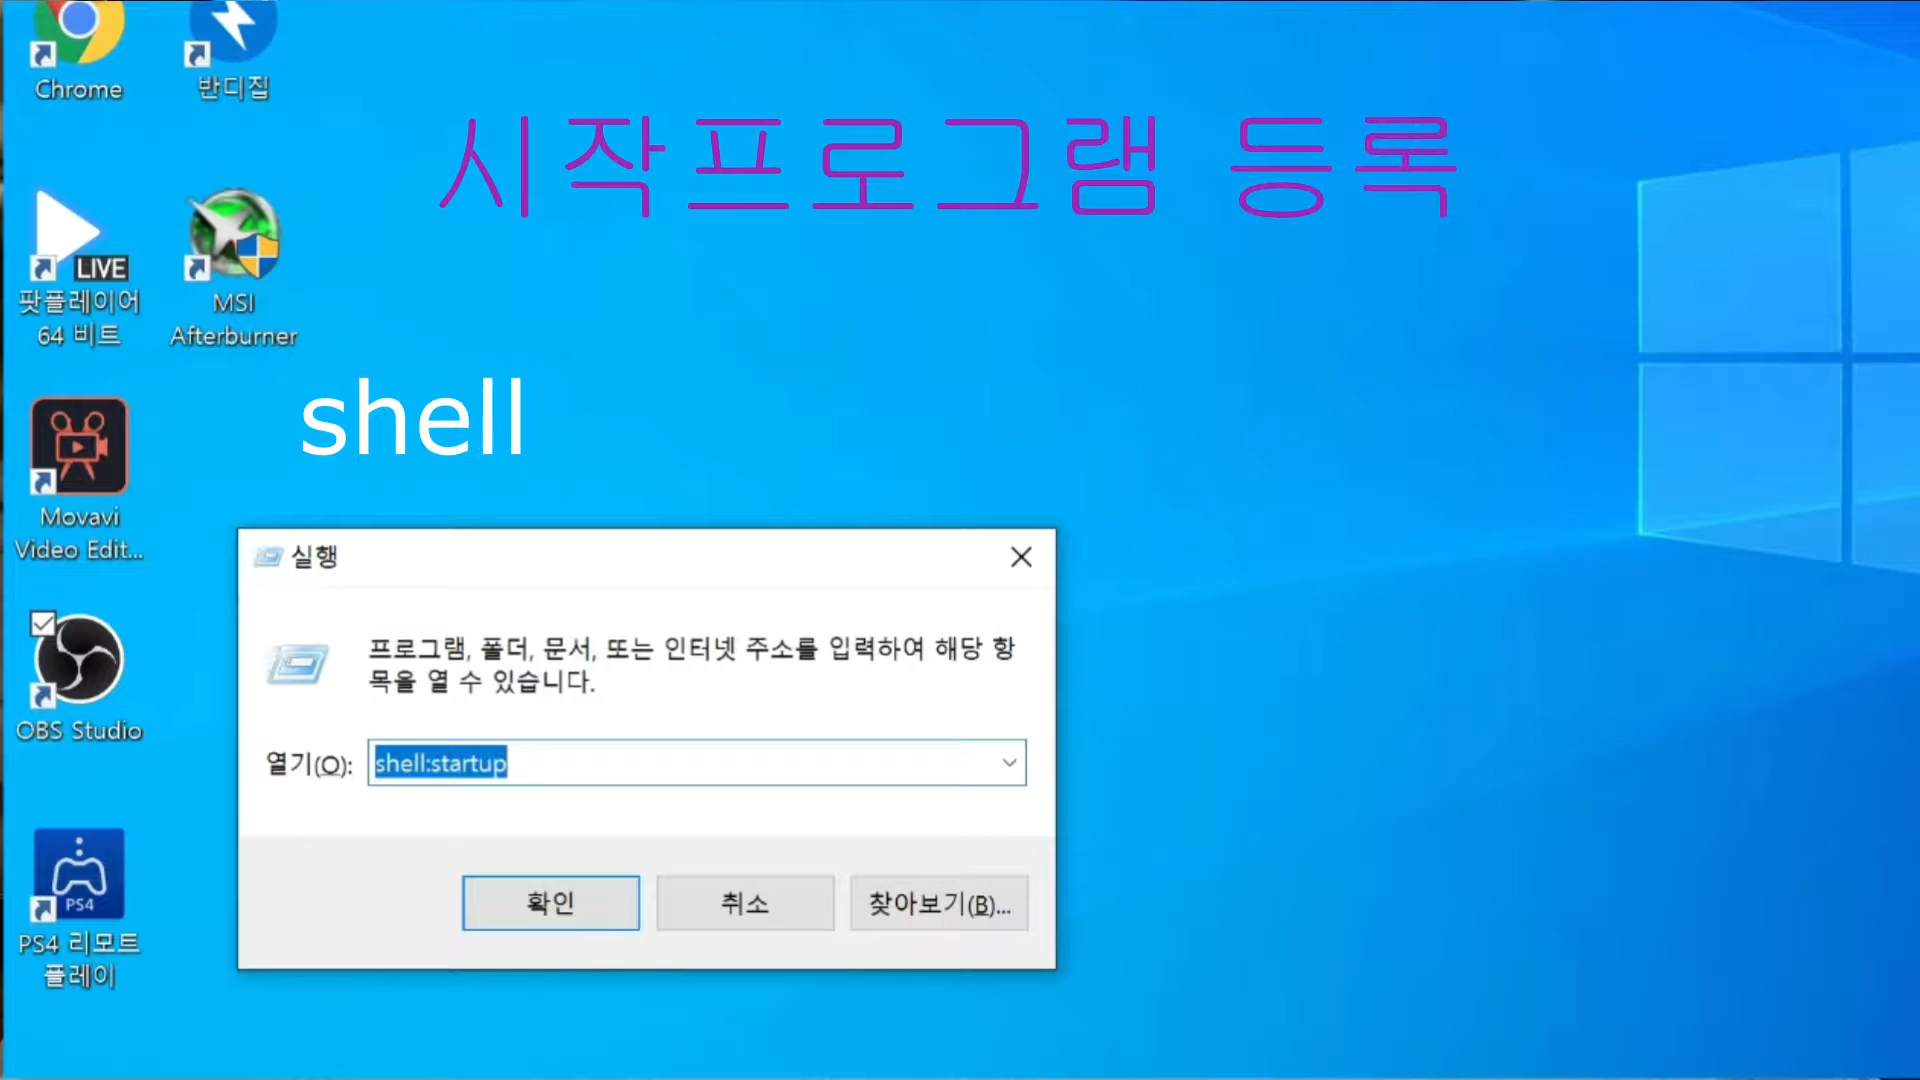 Chrome
반디집
시작프로그램 등록
LIVE
팟플레이어
64 비트
MSI
Afterburner
shell
Movavi
Video Edit...
실행
프로그램, 폴더, 문서, 또는 인터넷 주소를 입력하여 해당 항
목을 열 수 있습니다.
열기(O):
shell:startup
OBS Studio
확인
취소
찾아보기(B)...
PS4
PS4 리모트
플레이